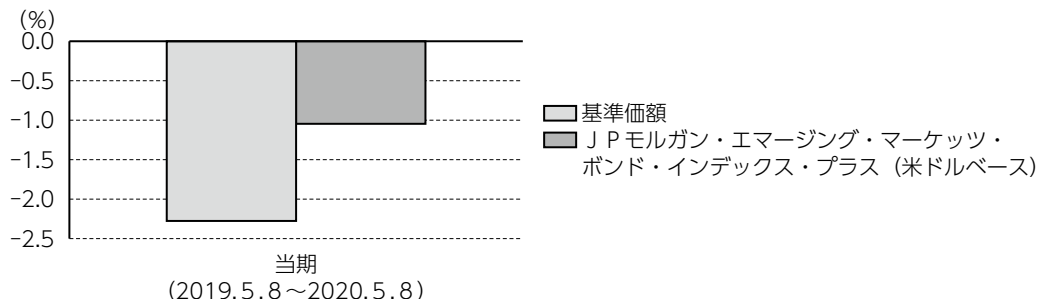 (%)
0.0
-0.5
-1.0
-1.5
-2.0
-2.5
当期
(2019.5.8～2020.5.8)
基準価額
ＪＰモルガン・エマージング・マーケッツ・
ボンド・インデックス・プラス（米ドルベース）